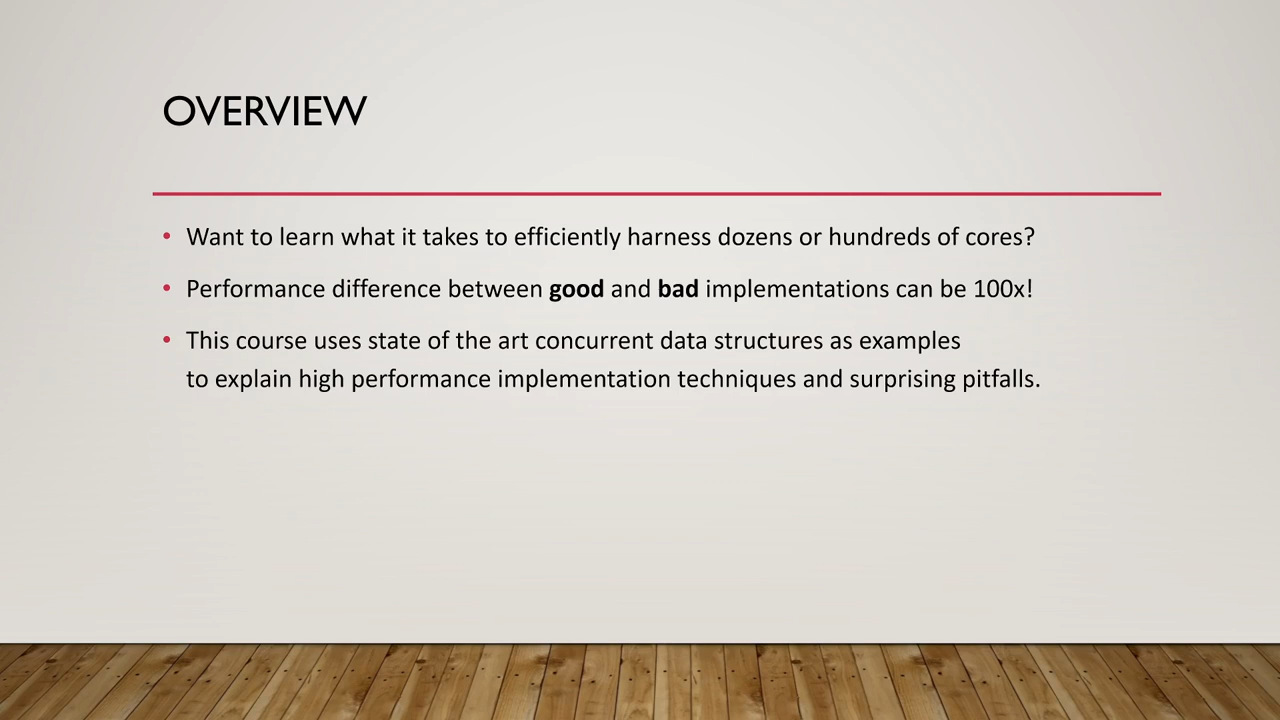 OVERVIEW
• Want to learn what it takes to efficiently harness dozens or hundreds of cores?
• Performance difference between good and bad implementations can be 100x!
• This course uses state of the art concurrent data structures as examples
to explain high performance implementation techniques and surprising pitfalls.